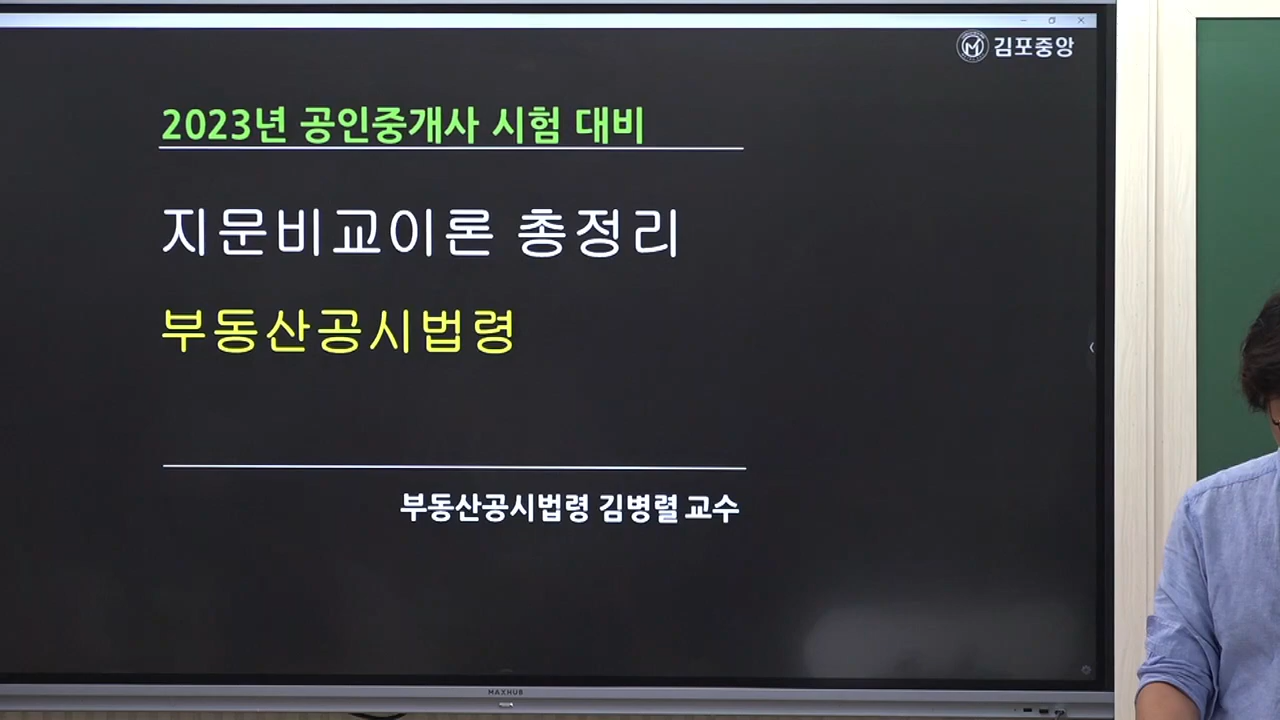 김포중앙
2023년 공인중개사 시험 대비
지문비교이론 총정리
부동산공시법령
부동산공시법령 김병렬 교수
MAXHUB